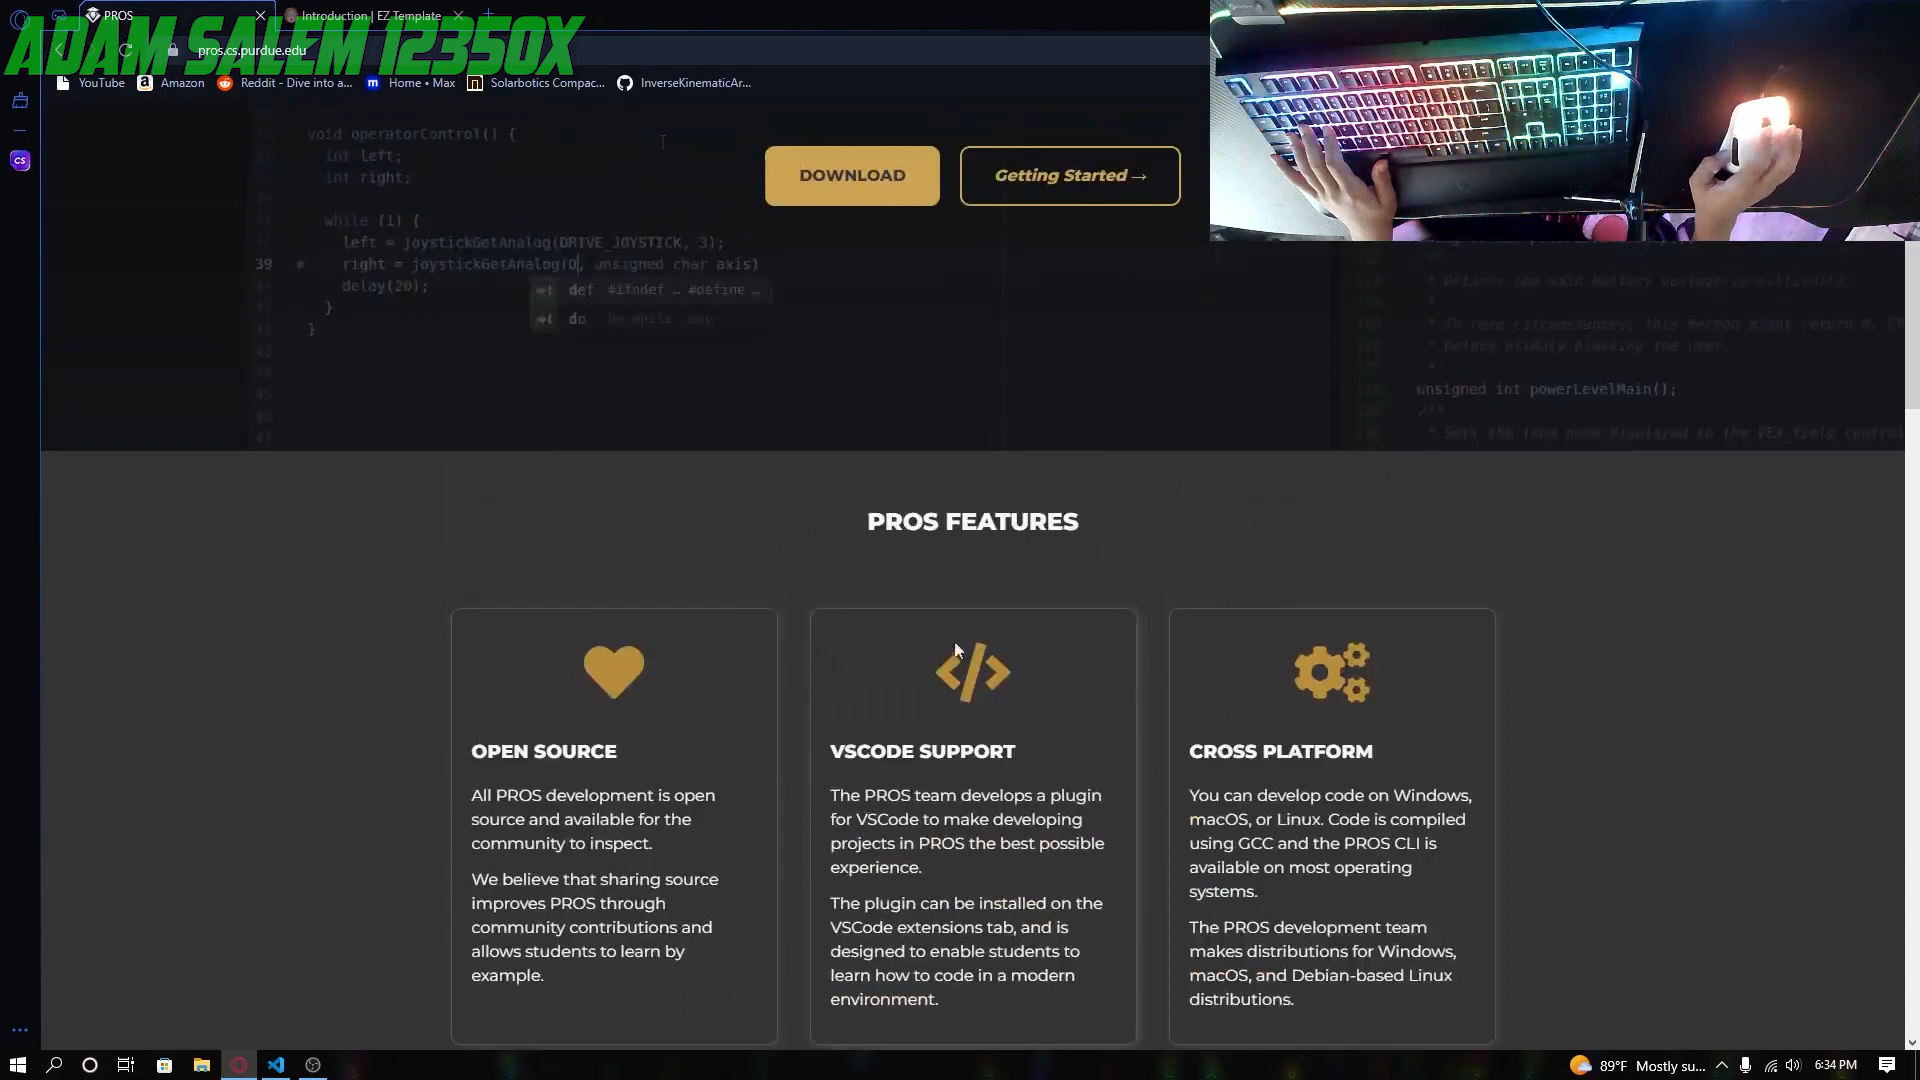 PROS
Introduction | EZ Template
ADAM SALEM 12350X
pros.cs.purdue.edu
YouTube
Amazon
Reddit - Dive into a...
Home • Max
Solarbotics Compac...
InverseKinematicAr...
void operatorControl() {
int left;
int right;
while (1) {
left = joystickGetAnalog(DRIVE_JOYSTICK, 3);
39
right = joystickGetAnalog(D, unsigned char axis)
delay(20);
def #ifndef … #define …
do
}
}
DOWNLOAD
Getting Started →
unsigned int powerLevelMain();
/**
PROS FEATURES
OPEN SOURCE
All PROS development is open
source and available for the
community to inspect.
We believe that sharing source
improves PROS through
community contributions and
allows students to learn by
example.
VSCODE SUPPORT
The PROS team develops a plugin
for VSCode to make developing
projects in PROS the best possible
experience.
The plugin can be installed on the
VSCode extensions tab, and is
designed to enable students to
learn how to code in a modern
environment.
CROSS PLATFORM
You can develop code on Windows,
macOS, or Linux. Code is compiled
using GCC and the PROS CLI is
available on most operating
systems.
The PROS development team
makes distributions for Windows,
macOS, and Debian-based Linux
distributions.
CS
89°F Mostly su...
6:34 PM